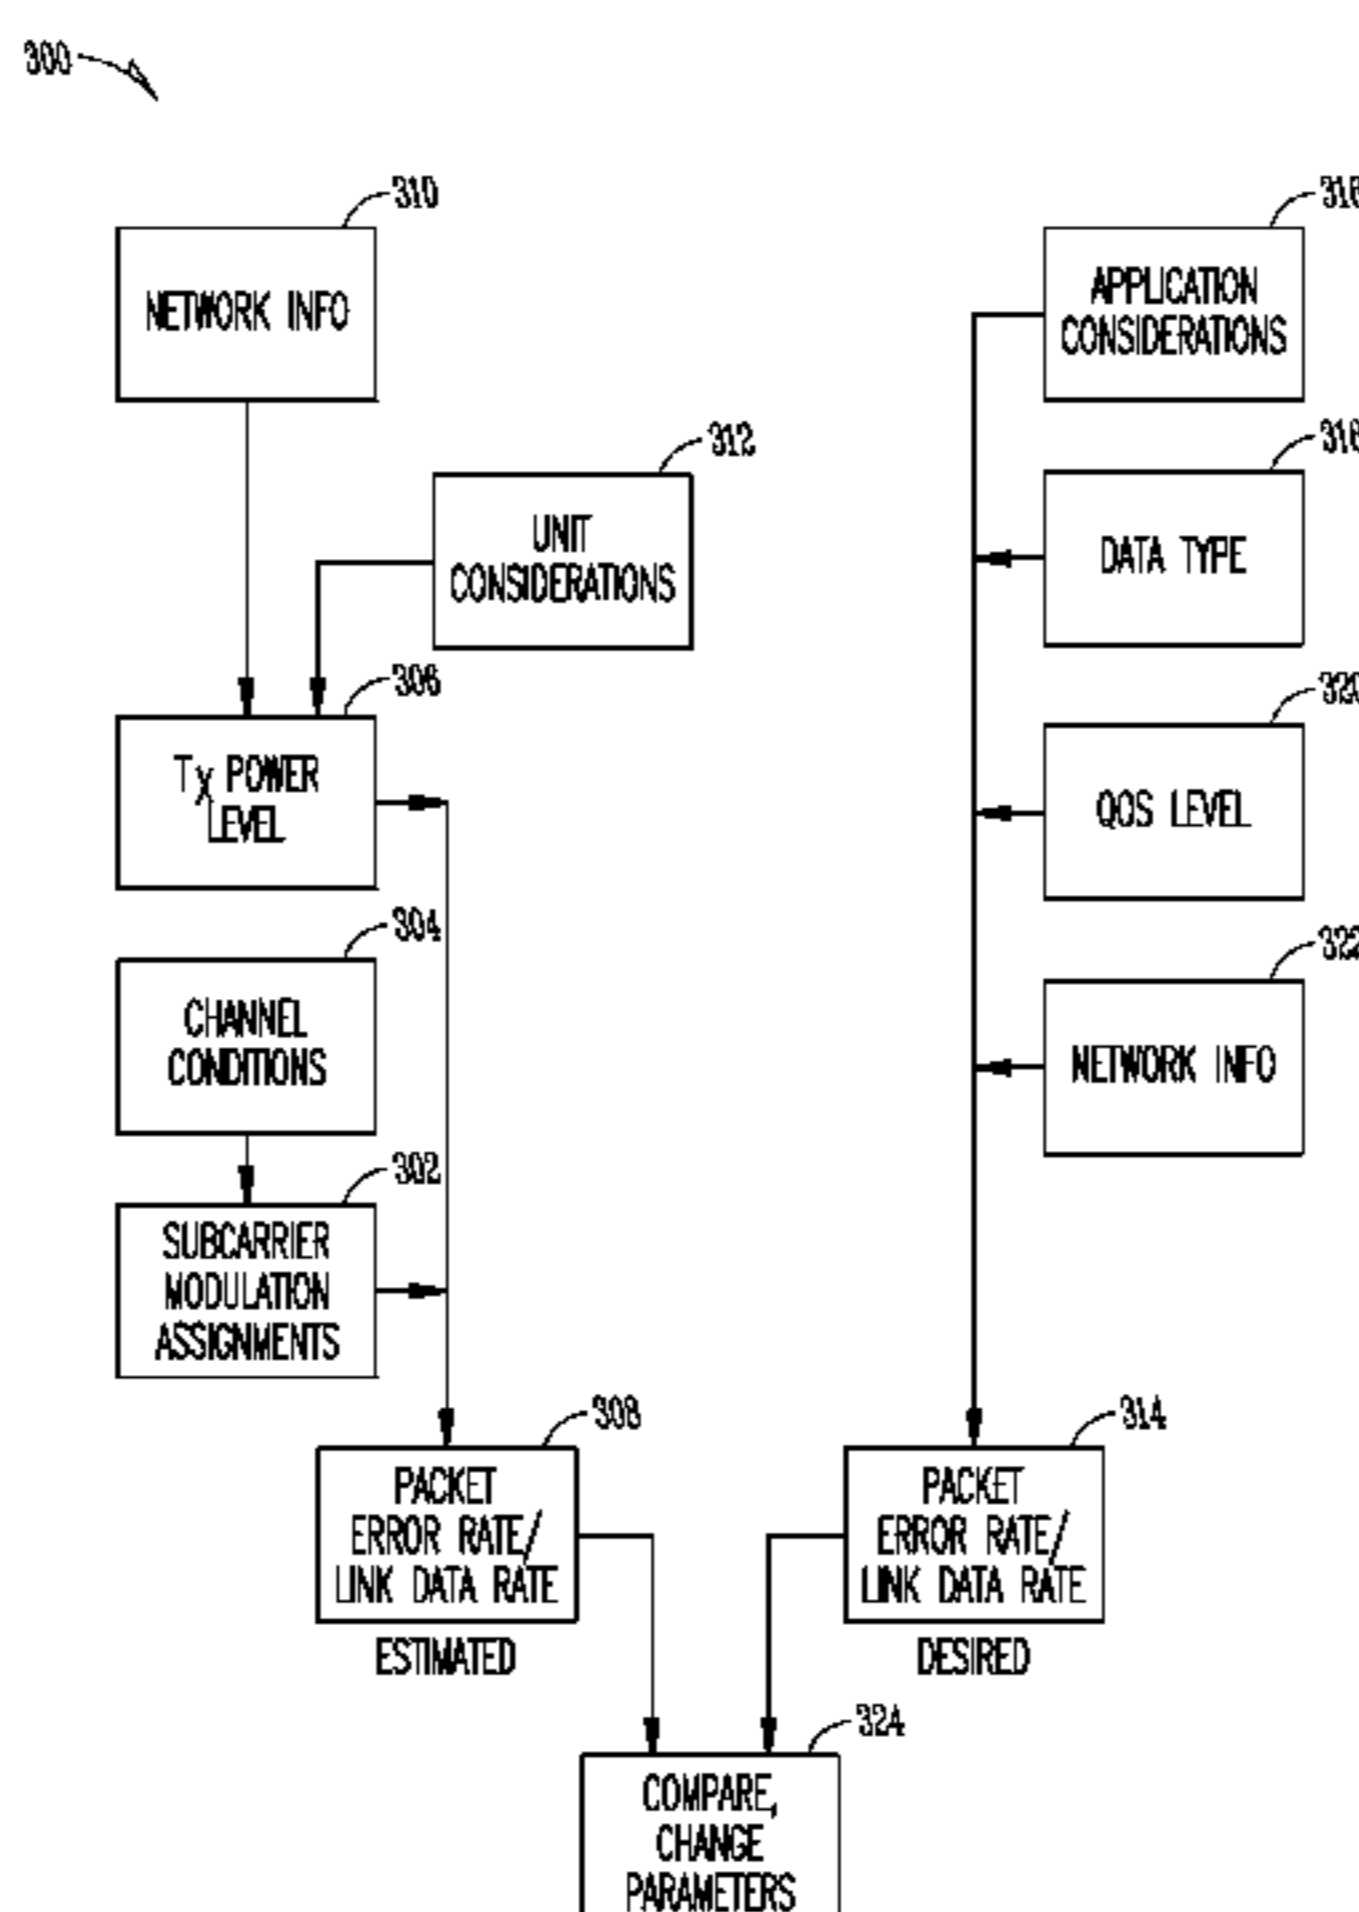 300
310
NETWORK INFO
312
UNIT
CONSIDERATIONS
306
TX POWER
LEVEL
304
CHANNEL
CONDITIONS
302
SUBCARRIER
MODULATION
ASSIGNMENTS
308
PACKET
ERROR RATE/
LINK DATA RATE
ESTIMATED
APPLICATION
CONSIDERATIONS
DATA TYPE
320
QOS LEVEL
322
NETWORK INFO
314
PACKET
ERROR RATE/
LINK DATA RATE
DESIRED
324
COMPARE,
CHANGE
PARAMETERS